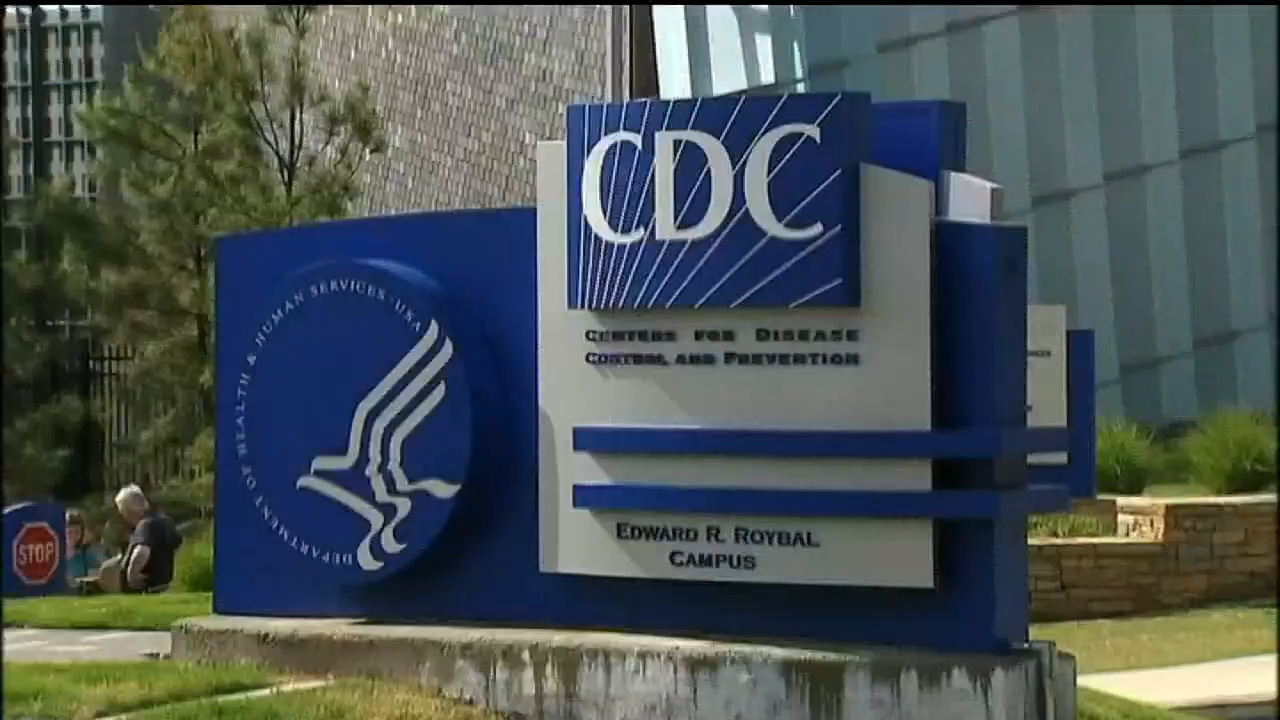 CDC
CENTERS FOR DISEASE
CONTROL AND PREVENTION
EDWARD R. ROYBAL
CAMPUS
DEPARTMENT OF HEALTH & HUMAN SERVICES · USA
STOP